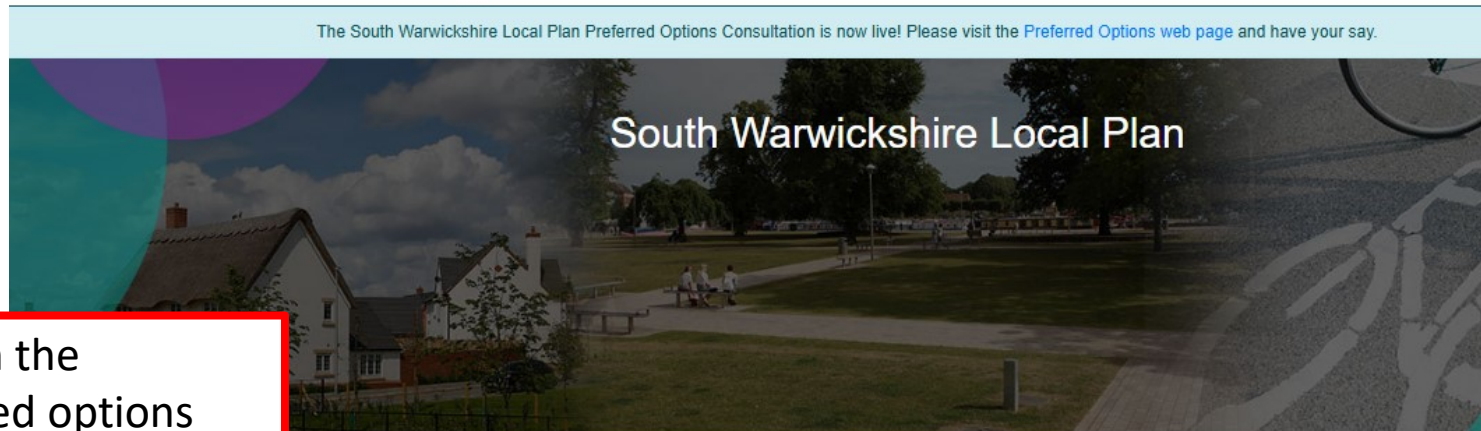 The South Warwickshire Local Plan Preferred Options Consultation is now live! Please visit the Preferred Options web page and have your say.
South Warwickshire Local Plan
the
ed options